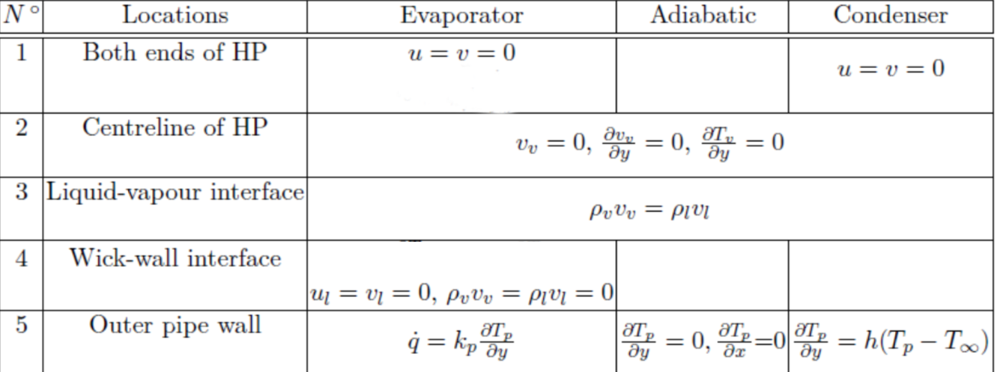 N° Locations Evaporator Adiabatic Condenser
1 Both ends of HP u = v = 0 u = v = 0
2 Centreline of HP v_v = 0, ∂v_v/∂y = 0, ∂T_v/∂y = 0
3 Liquid-vapour interface ρ_v v_v = ρ_l v_l
4 Wick-wall interface u_l = v_l = 0, ρ_v v_v = ρ_l v_l = 0
5 Outer pipe wall q̇ = k_p ∂T_p/∂y ∂T_p/∂y = 0, ∂T_p/∂x =0 ∂T_p/∂y = h(T_p − T_∞)